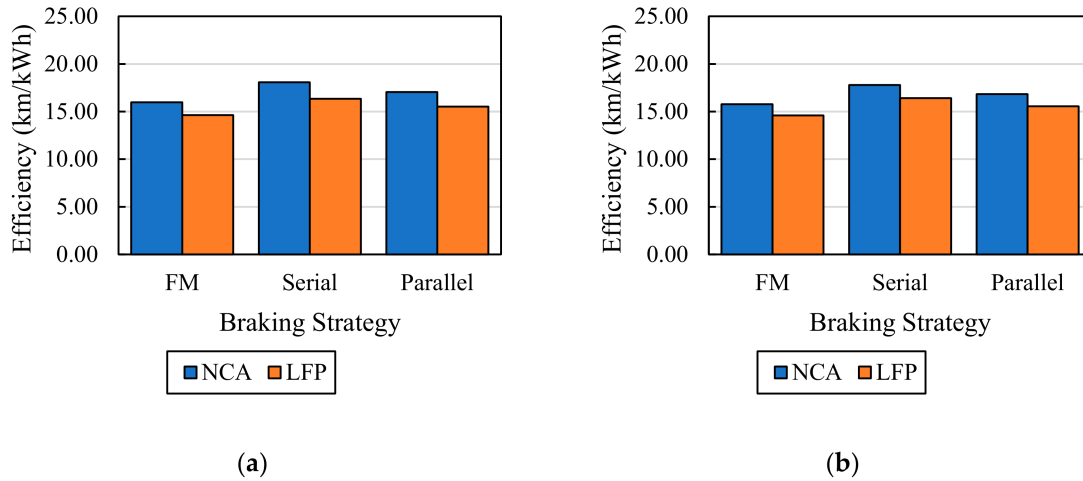 25.00
20.00
15.00
10.00
5.00
0.00
Efficiency (km/kWh)
FM Serial Parallel
Braking Strategy
NCA LFP
(a)
25.00
20.00
15.00
10.00
5.00
0.00
Efficiency (km/kWh)
FM Serial Parallel
Braking Strategy
NCA LFP
(b)